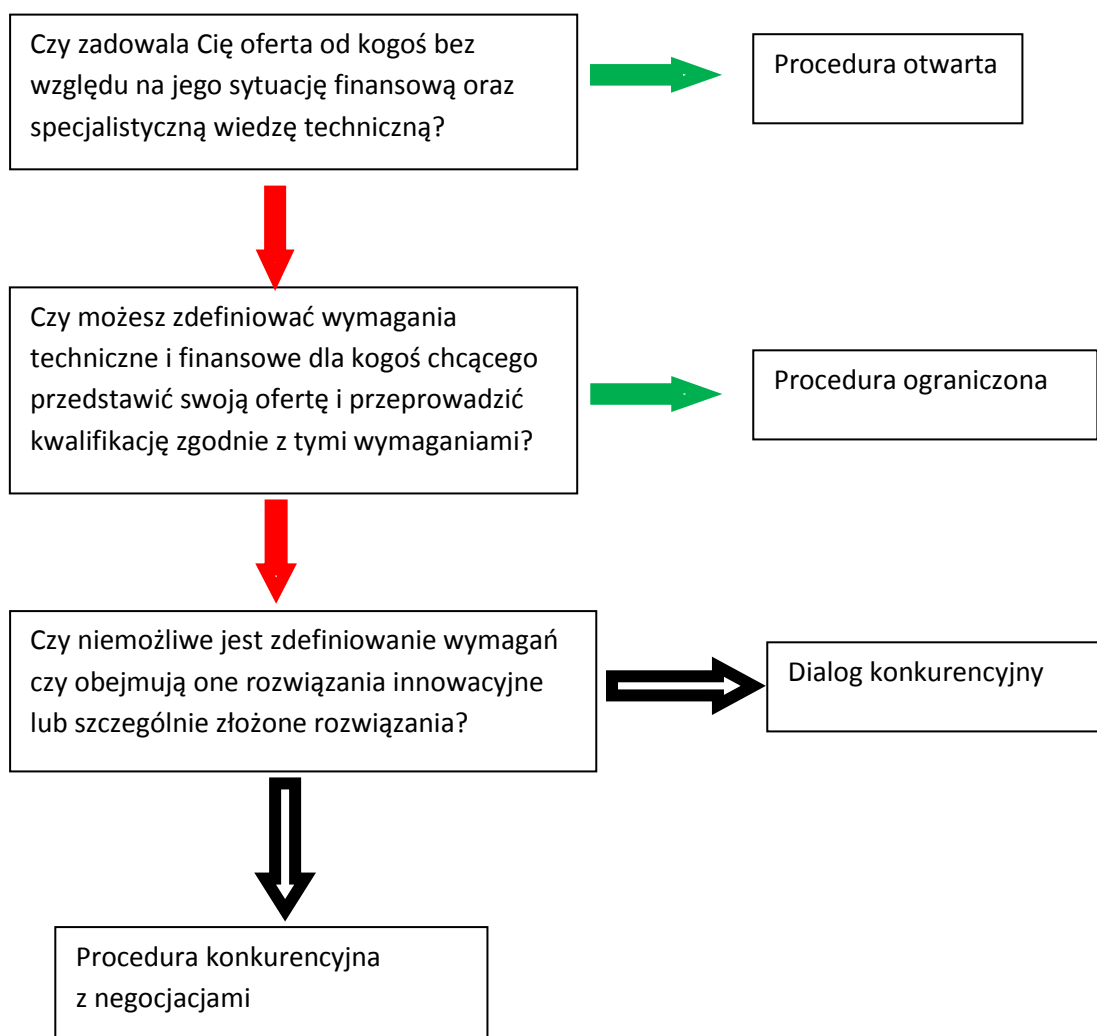 Czy zadowala Cię oferta od kogoś bez
względu na jego sytuację finansową oraz
specjalistyczną wiedzę techniczną?
Procedura otwarta
Czy możesz zdefiniować wymagania
techniczne i finansowe dla kogoś chcącego
przedstawić swoją ofertę i przeprowadzić
kwalifikację zgodnie z tymi wymaganiami?
Procedura ograniczona
Czy niemożliwe jest zdefiniowanie wymagań
czy obejmują one rozwiązania innowacyjne
lub szczególnie złożone rozwiązania?
Dialog konkurencyjny
Procedura konkurencyjna
z negocjacjami